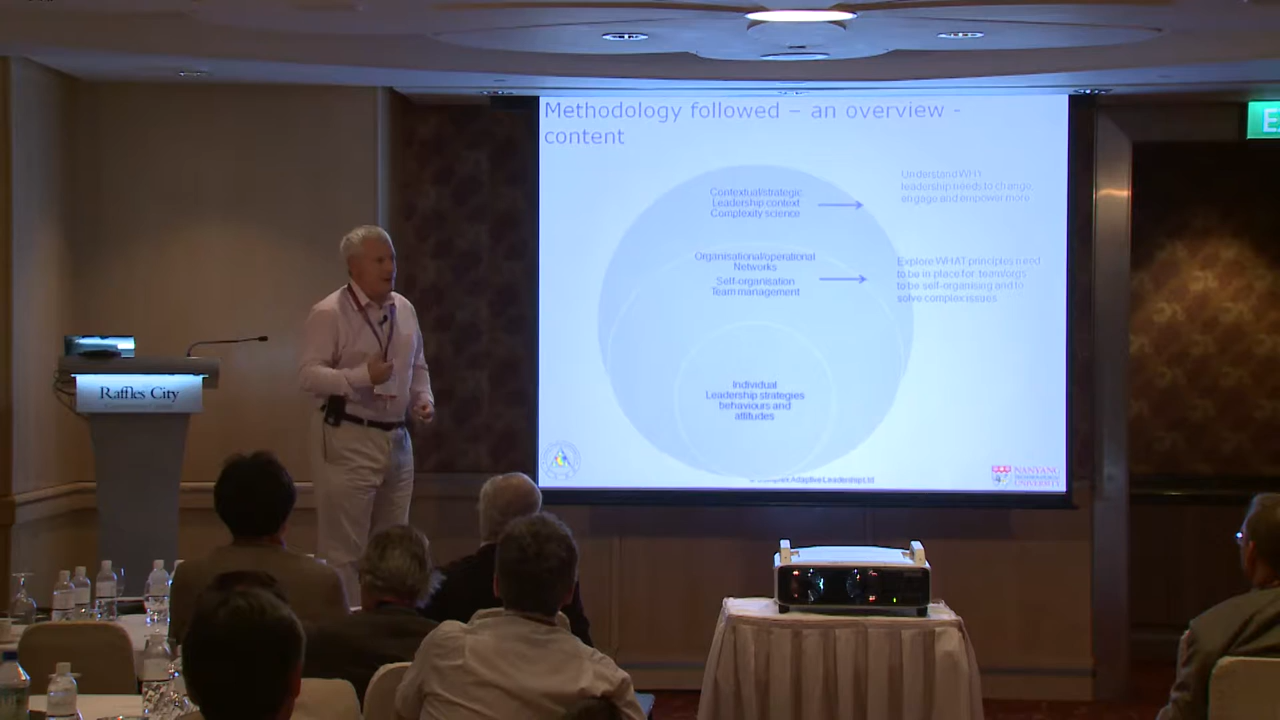 Methodology followed – an overview -
content
Contextual/strategic
Leadership context
Complexity science
Understand WHY
leadership needs to change,
engage and empower more
Organisational/operational
Networks
Self-organisation
Team management
Explore WHAT principles need
to be in place for team/orgs
to be self-organising and to
solve complex issues
Individual
Leadership strategies
behaviours and
attitudes
Complex Adaptive Leadership Ltd
NANYANG
UNIVERSITY
Raffles City
E